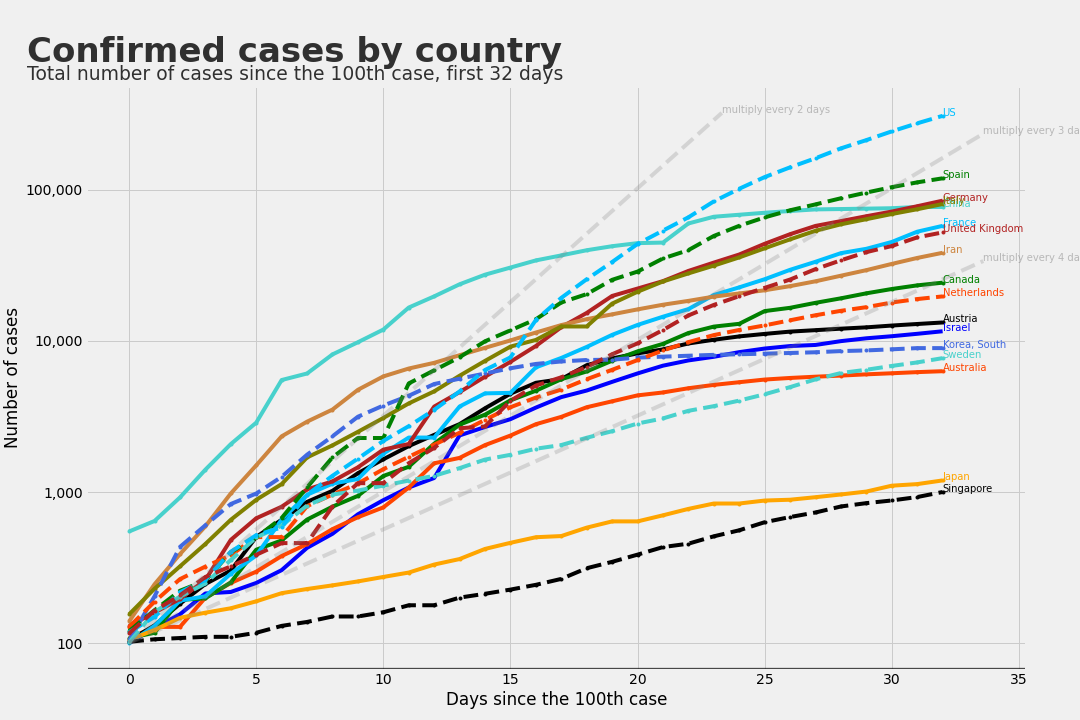 Confirmed cases by country
Total number of cases since the 100th case, first 32 days
multiply every 2 days
US
multiply every 3 da
Spain
100,000
Germany
Italy
China
France
United Kingdom
Iran
multiply every 4 da
Canada
Netherlands
Austria
Israel
10,000
Korea, South
Sweden
Australia
Number of cases
Japan
Singapore
1,000
100
0 5 10 15 20 25 30 35
Days since the 100th case